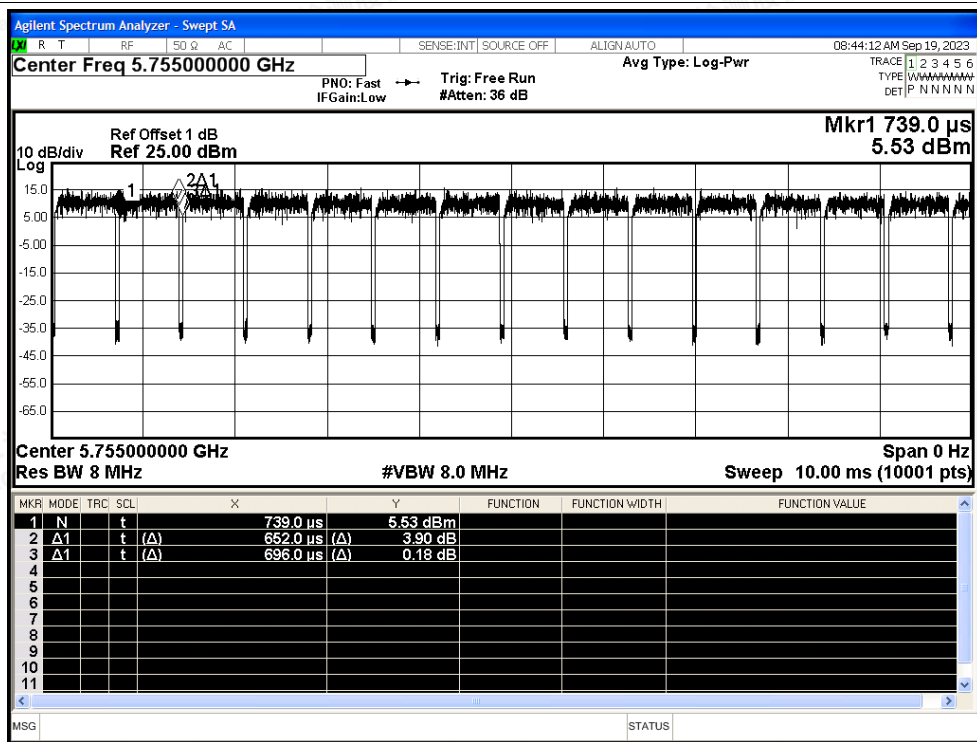 Agilent Spectrum Analyzer - Swept SA
LXI R T RF 50 Ω AC SENSE:INT SOURCE OFF ALIGN AUTO 08:44:12 AM Sep 19, 2023
Center Freq 5.755000000 GHz
PNO: Fast
IFGain:Low
Trig: Free Run
#Atten: 36 dB
Avg Type: Log-Pwr
TRACE 1 2 3 4 5 6
TYPE
DET P N N N N N
Mkr1 739.0 µs
5.53 dBm
Ref Offset 1 dB
10 dB/div Ref 25.00 dBm
Log
1 2Δ1
15.0
5.00
-5.00
-15.0
-25.0
-35.0
-45.0
-55.0
-65.0
Center 5.755000000 GHz Span 0 Hz
Res BW 8 MHz #VBW 8.0 MHz Sweep 10.00 ms (10001 pts)
MKR MODE TRC SCL X Y FUNCTION FUNCTION WIDTH FUNCTION VALUE
1 N t 739.0 µs 5.53 dBm
2 Δ1 t (Δ) 652.0 µs (Δ) 3.90 dB
3 Δ1 t (Δ) 696.0 µs (Δ) 0.18 dB
4
5
6
7
8
9
10
11
MSG STATUS